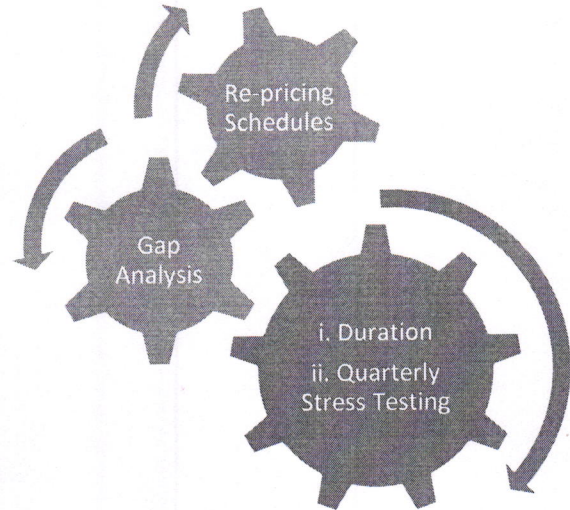 Re-pricing
Schedules
Gap
Analysis
i. Duration
ii. Quarterly
Stress Testing